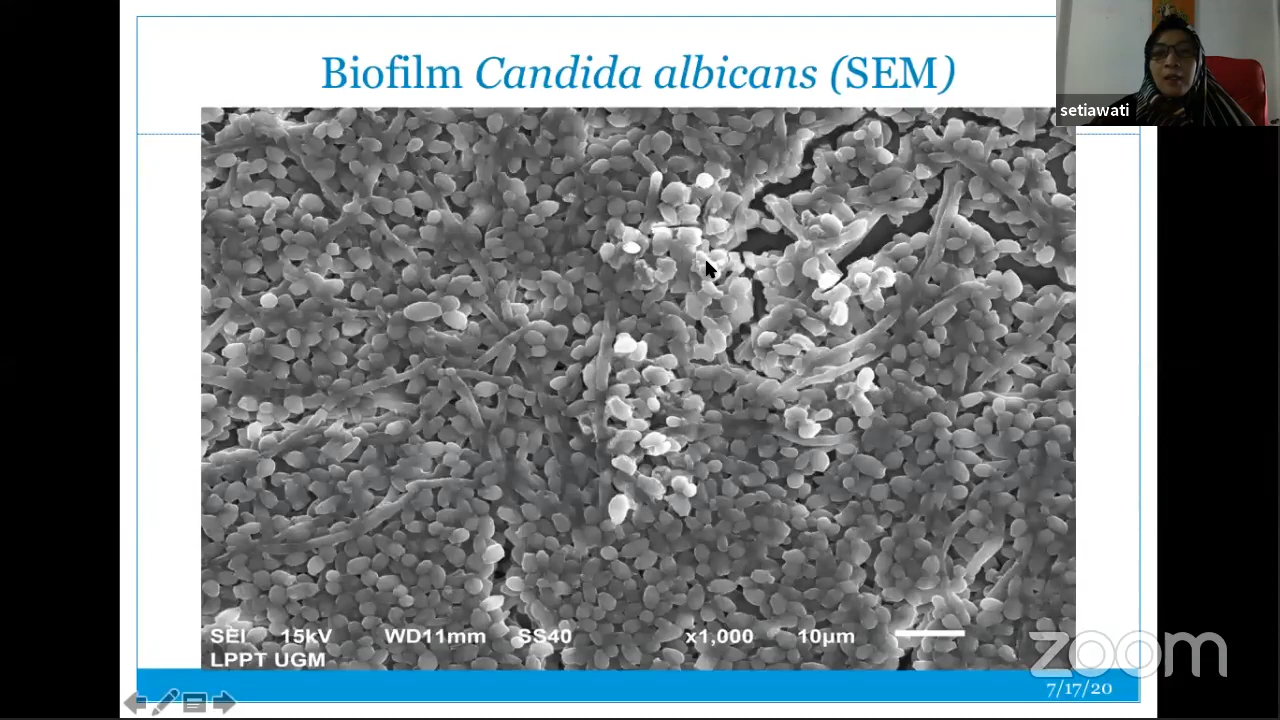 Biofilm Candida albicans (SEM)
setiawati
SEI 15kV WD11mm SS40 x1,000 10µm
LPPT UGM
zoom
7/17/20